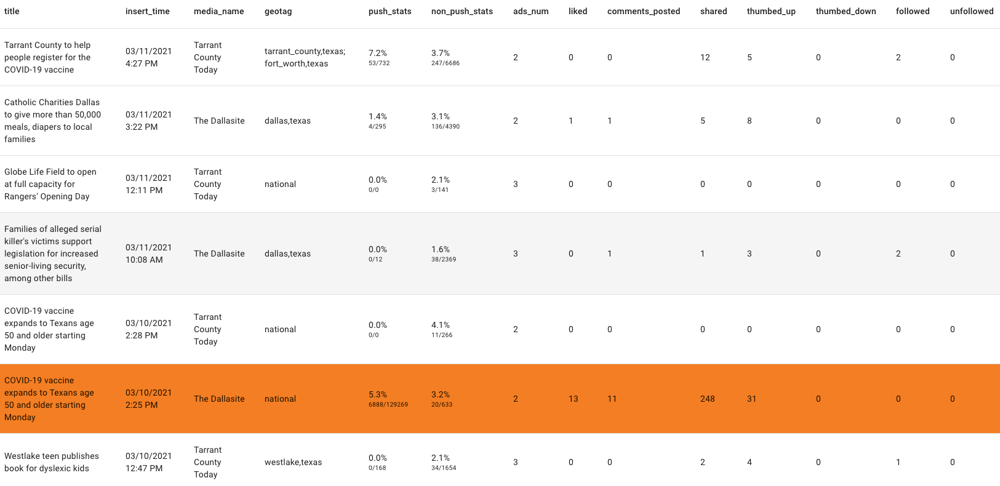 title insert_time media_name geotag push_stats non_push_stats ads_num liked comments_posted shared thumbed_up thumbed_down followed unfollowed
Tarrant County to help
people register for the
COVID-19 vaccine
03/11/2021
4:27 PM
Tarrant
County
Today
tarrant_county,texas;
fort_worth,texas
7.2%
53/732
3.7%
247/6686
2 0 0 12 5 0 2 0
Catholic Charities Dallas
to give more than 50,000
meals, diapers to local
families
03/11/2021
3:22 PM
The Dallasite
dallas,texas
1.4%
4/295
3.1%
136/4390
2 1 1 5 8 0 0 0
Globe Life Field to open
at full capacity for
Rangers' Opening Day
03/11/2021
12:11 PM
Tarrant
County
Today
national
0.0%
0/0
2.1%
3/141
3 0 0 0 0 0 0 0
Families of alleged serial
killer's victims support
legislation for increased
senior-living security,
among other bills
03/11/2021
10:08 AM
The Dallasite
dallas,texas
0.0%
0/12
1.6%
38/2369
3 0 1 1 3 0 2 0
COVID-19 vaccine
expands to Texans age
50 and older starting
Monday
03/10/2021
2:28 PM
Tarrant
County
Today
national
0.0%
0/0
4.1%
11/266
2 0 0 0 0 0 0 0
COVID-19 vaccine
expands to Texans age
50 and older starting
Monday
03/10/2021
2:25 PM
The Dallasite
national
5.3%
6888/129269
3.2%
20/633
2 13 11 248 31 0 0 0
Westlake teen publishes
book for dyslexic kids
03/10/2021
12:47 PM
Tarrant
County
Today
westlake,texas
0.0%
0/168
2.1%
34/1654
3 0 0 2 4 0 1 0